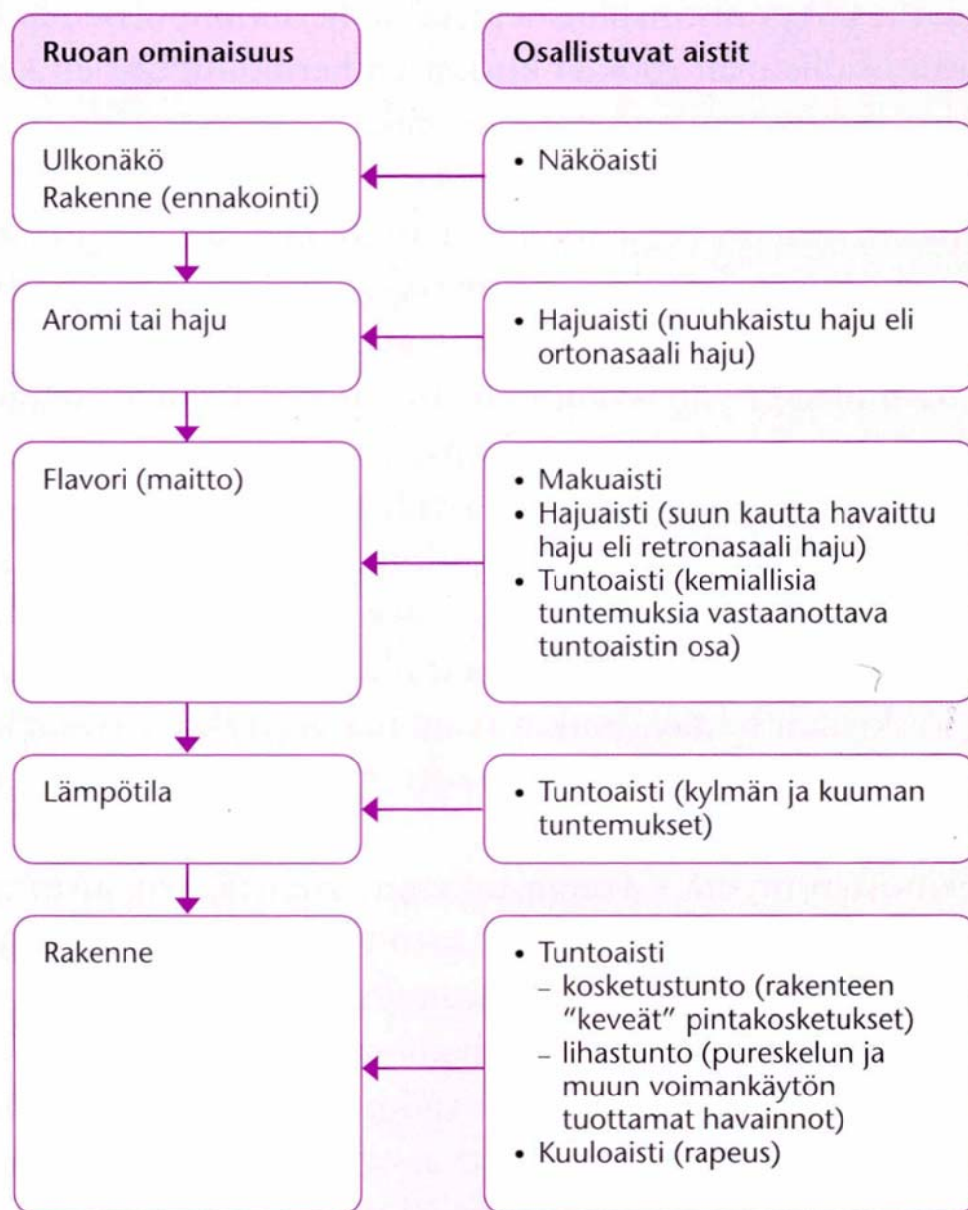 Ruoan ominaisuus
Osallistuvat aistit
Ulkonäkö
Rakenne (ennakointi)
• Näköaisti
Aromi tai haju
• Hajuaisti (nuuhkaistu haju eli
ortonasaali haju)
Flavori (maitto)
• Makuaisti
• Hajuaisti (suun kautta havaittu
haju eli retronasaali haju)
• Tuntoaisti (kemiallisia
tuntemuksia vastaanottava
tuntoaistin osa)
Lämpötila
• Tuntoaisti (kylmän ja kuuman
tuntemukset)
Rakenne
• Tuntoaisti
– kosketustunto (rakenteen
"keveät" pintakosketukset)
– lihastunto (pureskelun ja
muun voimankäytön
tuottamat havainnot)
• Kuuloaisti (rapeus)